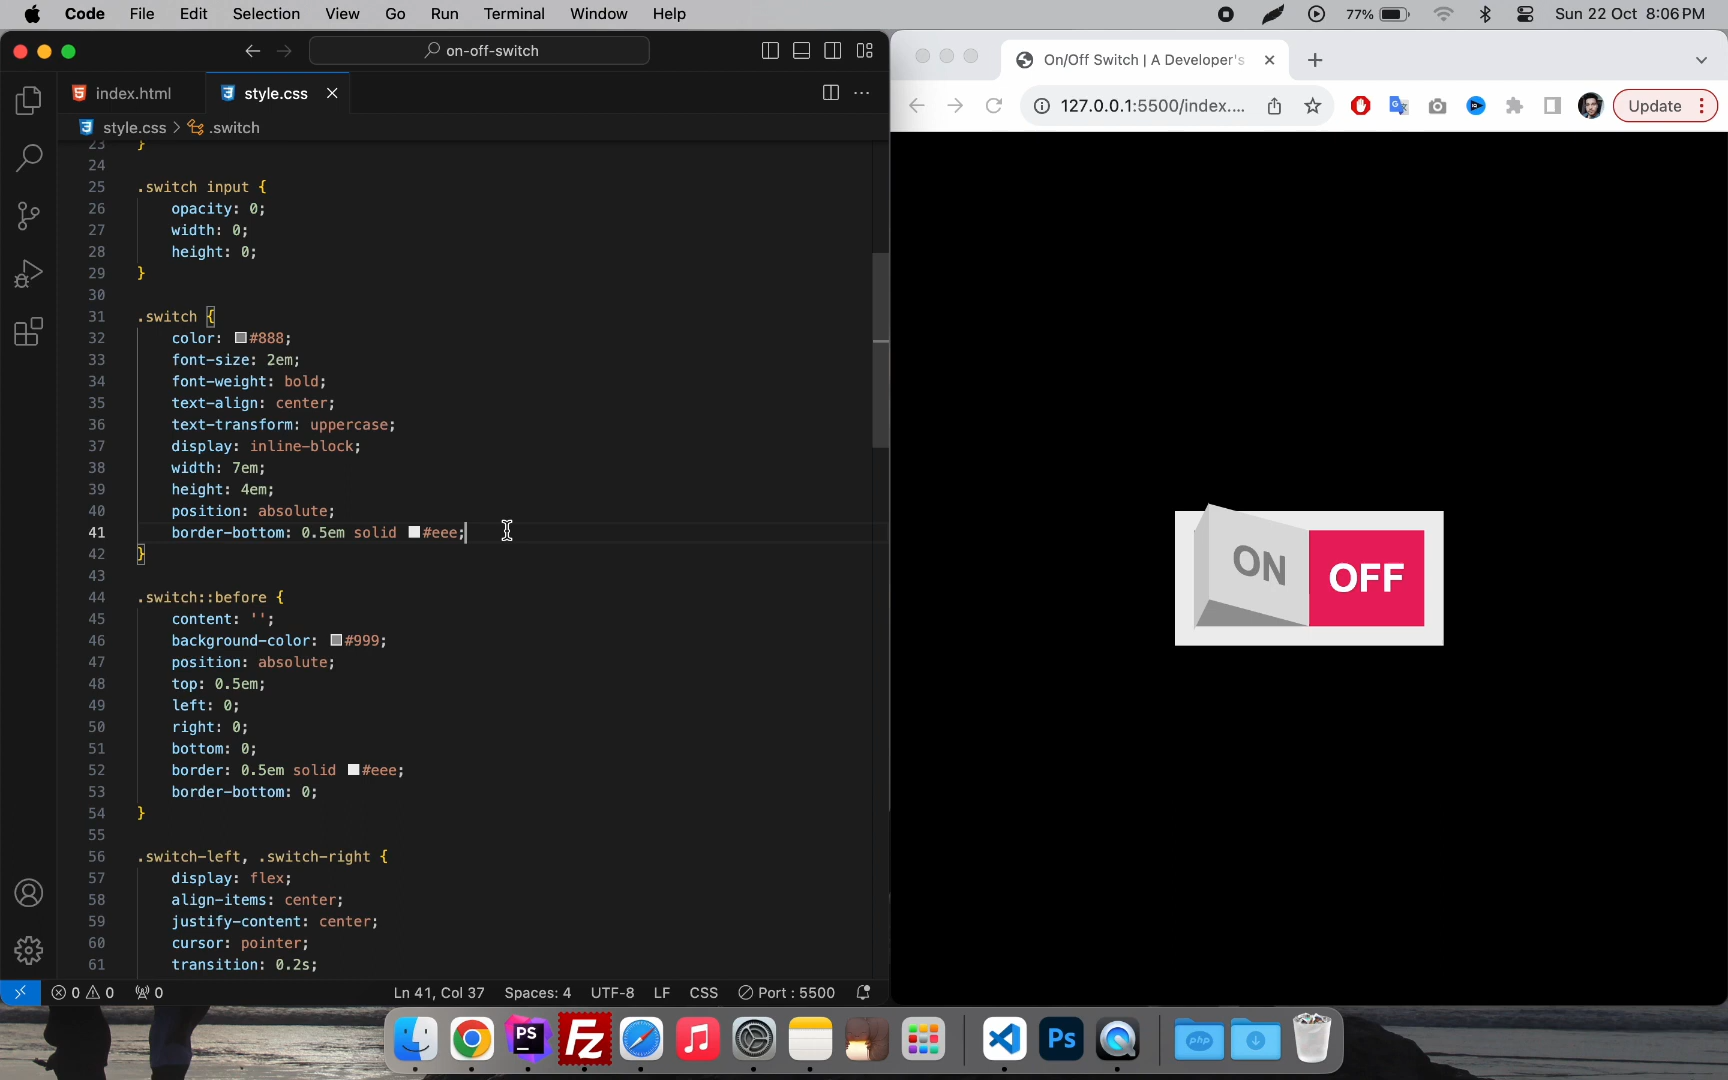 Code File Edit Selection View Go Run Terminal Window Help 77% Sun 22 Oct 8:06 PM
on-off-switch
On/Off Switch | A Developer's
index.html style.css
127.0.0.1:5500/index.... Update
style.css > .switch
23 }
24
25 .switch input {
26 opacity: 0;
27 width: 0;
28 height: 0;
29 }
30
31 .switch {
32 color: #888;
33 font-size: 2em;
34 font-weight: bold;
35 text-align: center;
36 text-transform: uppercase;
37 display: inline-block;
38 width: 7em;
39 height: 4em;
40 position: absolute;
41 border-bottom: 0.5em solid #eee;
42 }
43
44 .switch::before {
45 content: '';
46 background-color: #999;
47 position: absolute;
48 top: 0.5em;
49 left: 0;
50 right: 0;
51 bottom: 0;
52 border: 0.5em solid #eee;
53 border-bottom: 0;
54 }
55
56 .switch-left, .switch-right {
57 display: flex;
58 align-items: center;
59 justify-content: center;
60 cursor: pointer;
61 transition: 0.2s;
ON OFF
0 0 0 Ln 41, Col 37 Spaces: 4 UTF-8 LF CSS Port : 5500
PS Fz Ps php